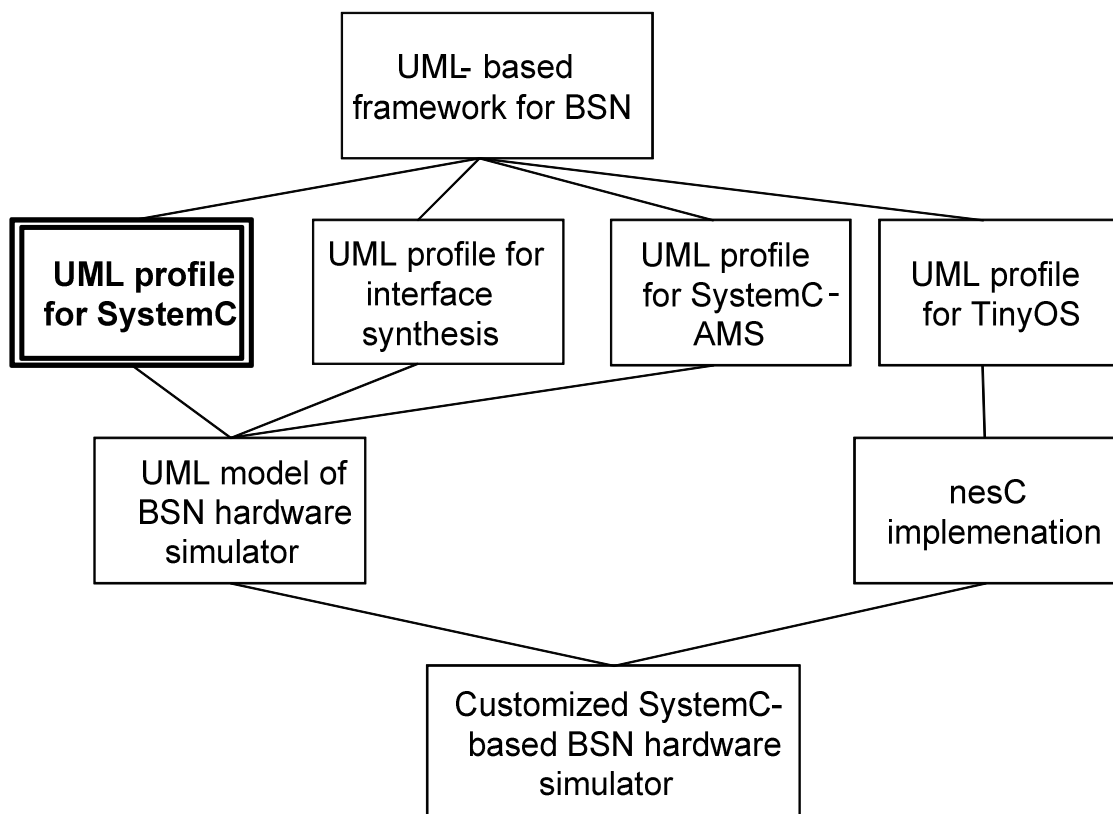 UML- based
framework for BSN
UML profile
for SystemC
UML profile for
interface
synthesis
UML profile
for SystemC-
AMS
UML profile
for TinyOS
UML model of
BSN hardware
simulator
nesC
implemenation
Customized SystemC-
based BSN hardware
simulator